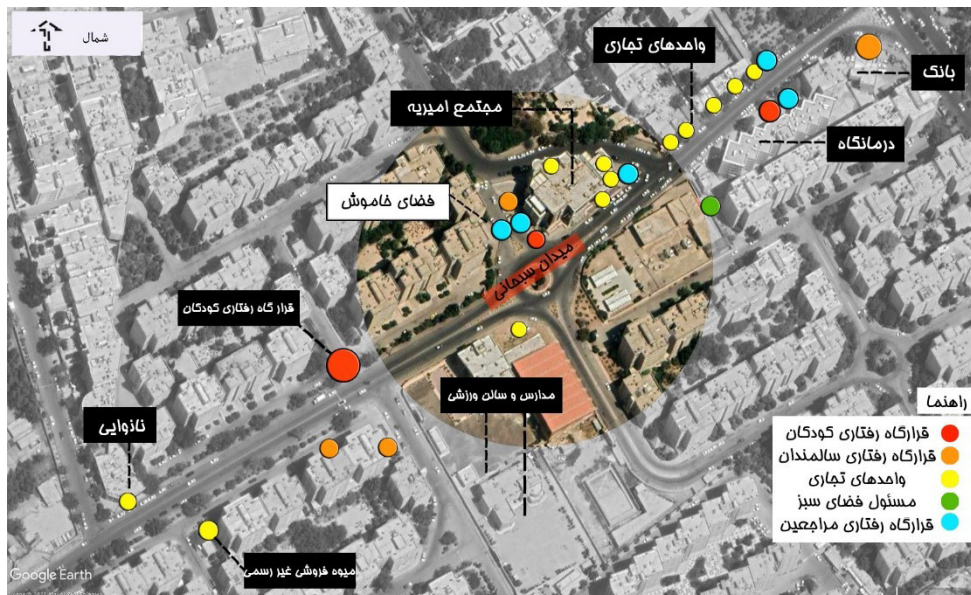 شمال
واحدهای تجاری
بانک
مجتمع امیریه
درمانگاه
فضای خاموش
میدان سبحانی
قرارگاه رفتاری کودکان
مدارس و سالن ورزشی
نانوایی
میوه فروشی غیر رسمی
راهنما
قرارگاه رفتاری کودکان
قرارگاه رفتاری سالمندان
واحدهای تجاری
مسئول فضای سبز
قرارگاه رفتاری مراجعین
Google Earth